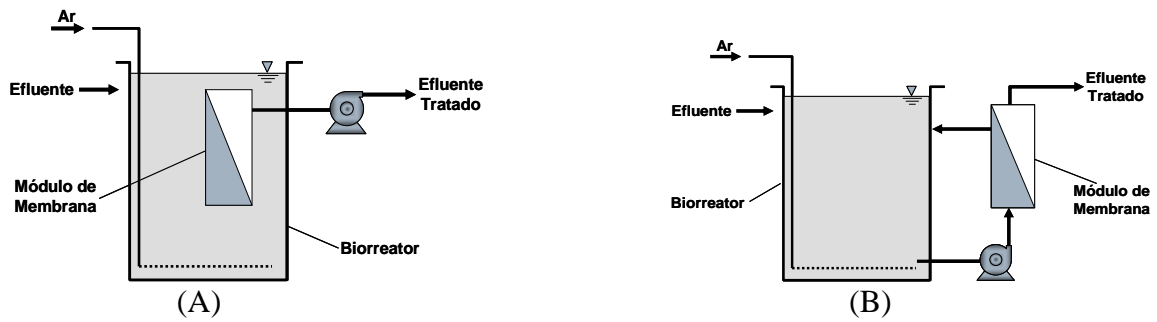 Ar
Efluente
Efluente
Tratado
Módulo de
Membrana
Biorreator
(A)
Ar
Efluente
Efluente
Tratado
Biorreator
Módulo de
Membrana
(B)